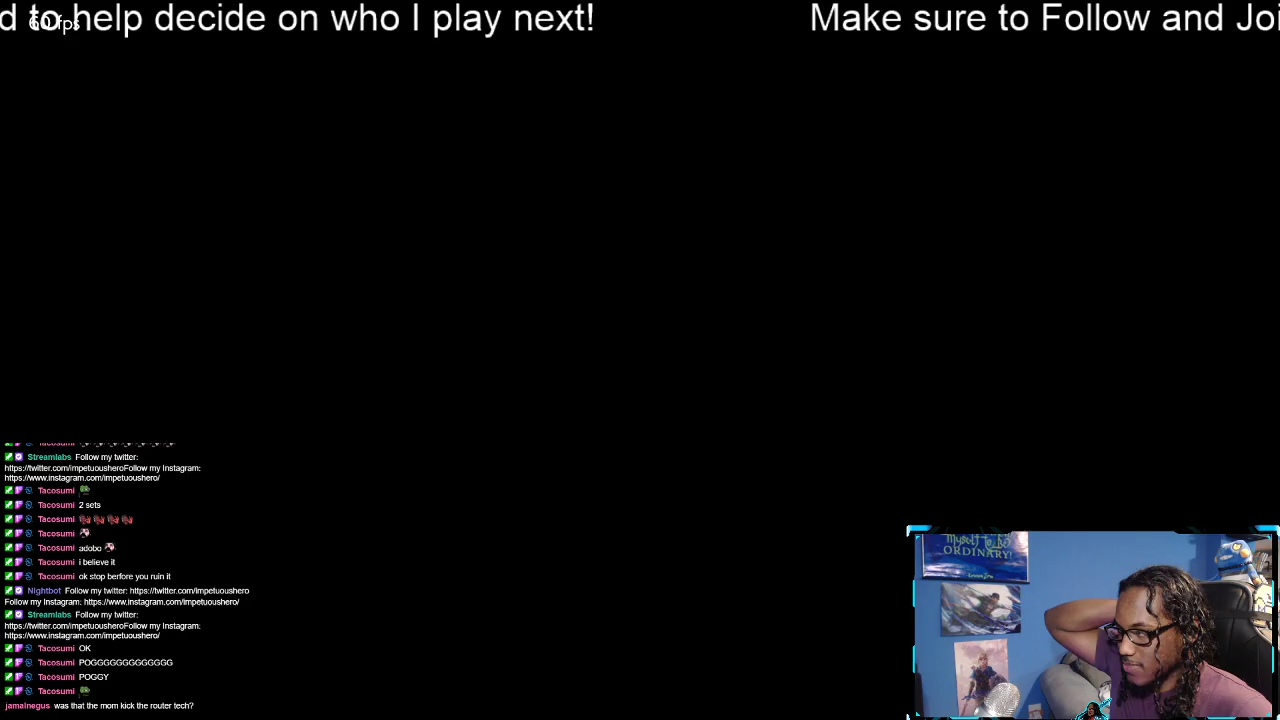 d to help decide on who I play next!
Make sure to Follow and Joi
60 fps
Tacosumi
Streamlabs Follow my twitter:
https://twitter.com/impetuousheroFollow my Instagram:
https://www.instagram.com/impetuoushero/
Tacosumi
Tacosumi 2 sets
Tacosumi
Tacosumi
Tacosumi adobo
Tacosumi i believe it
Tacosumi ok stop berfore you ruin it
Nightbot Follow my twitter: https://twitter.com/impetuoushero
Follow my Instagram: https://www.instagram.com/impetuoushero/
Streamlabs Follow my twitter:
https://twitter.com/impetuousheroFollow my Instagram:
https://www.instagram.com/impetuoushero/
Tacosumi OK
Tacosumi POGGGGGGGGGGGGG
Tacosumi POGGY
Tacosumi
jamalnegus was that the mom kick the router tech?
Myself to Be
ORDINARY!